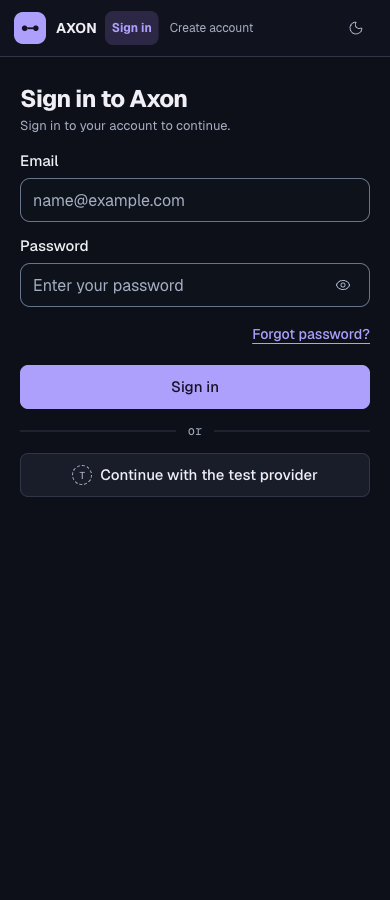 AXON Sign in Create account
Sign in to Axon
Sign in to your account to continue.
Email
name@example.com
Password
Enter your password
Forgot password?
Sign in
or
T Continue with the test provider